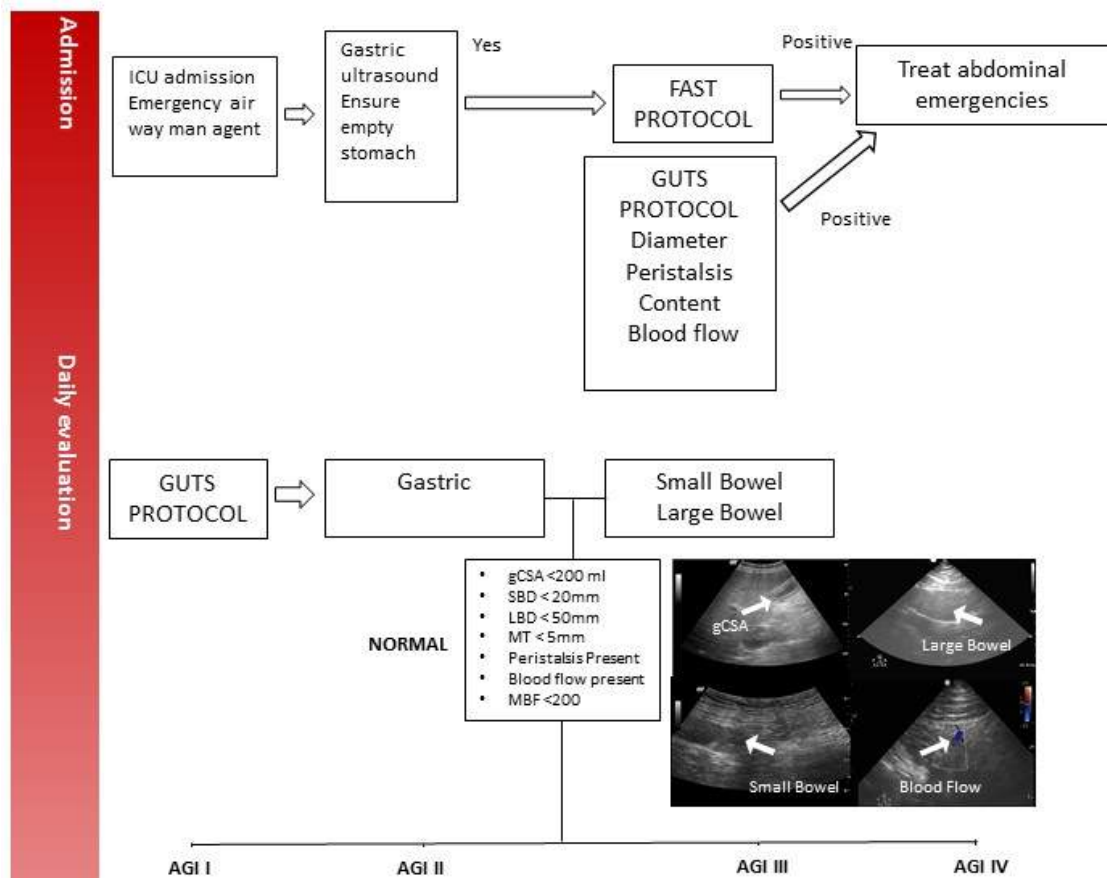 Admission
ICU admission
Emergency air
way man agent
Gastric
ultrasound
Ensure
empty
stomach
Yes
FAST
PROTOCOL
Positive
Treat abdominal
emergencies
GUTS
PROTOCOL
Diameter
Peristalsis
Content
Blood flow
Positive
Daily evaluation
GUTS
PROTOCOL
Gastric
Small Bowel
Large Bowel
NORMAL
• gCSA <200 ml
• SBD < 20mm
• LBD < 50mm
• MT < 5mm
• Peristalsis Present
• Blood flow present
• MBF <200
gCSA
Large Bowel
Small Bowel
Blood Flow
AGI I
AGI II
AGI III
AGI IV